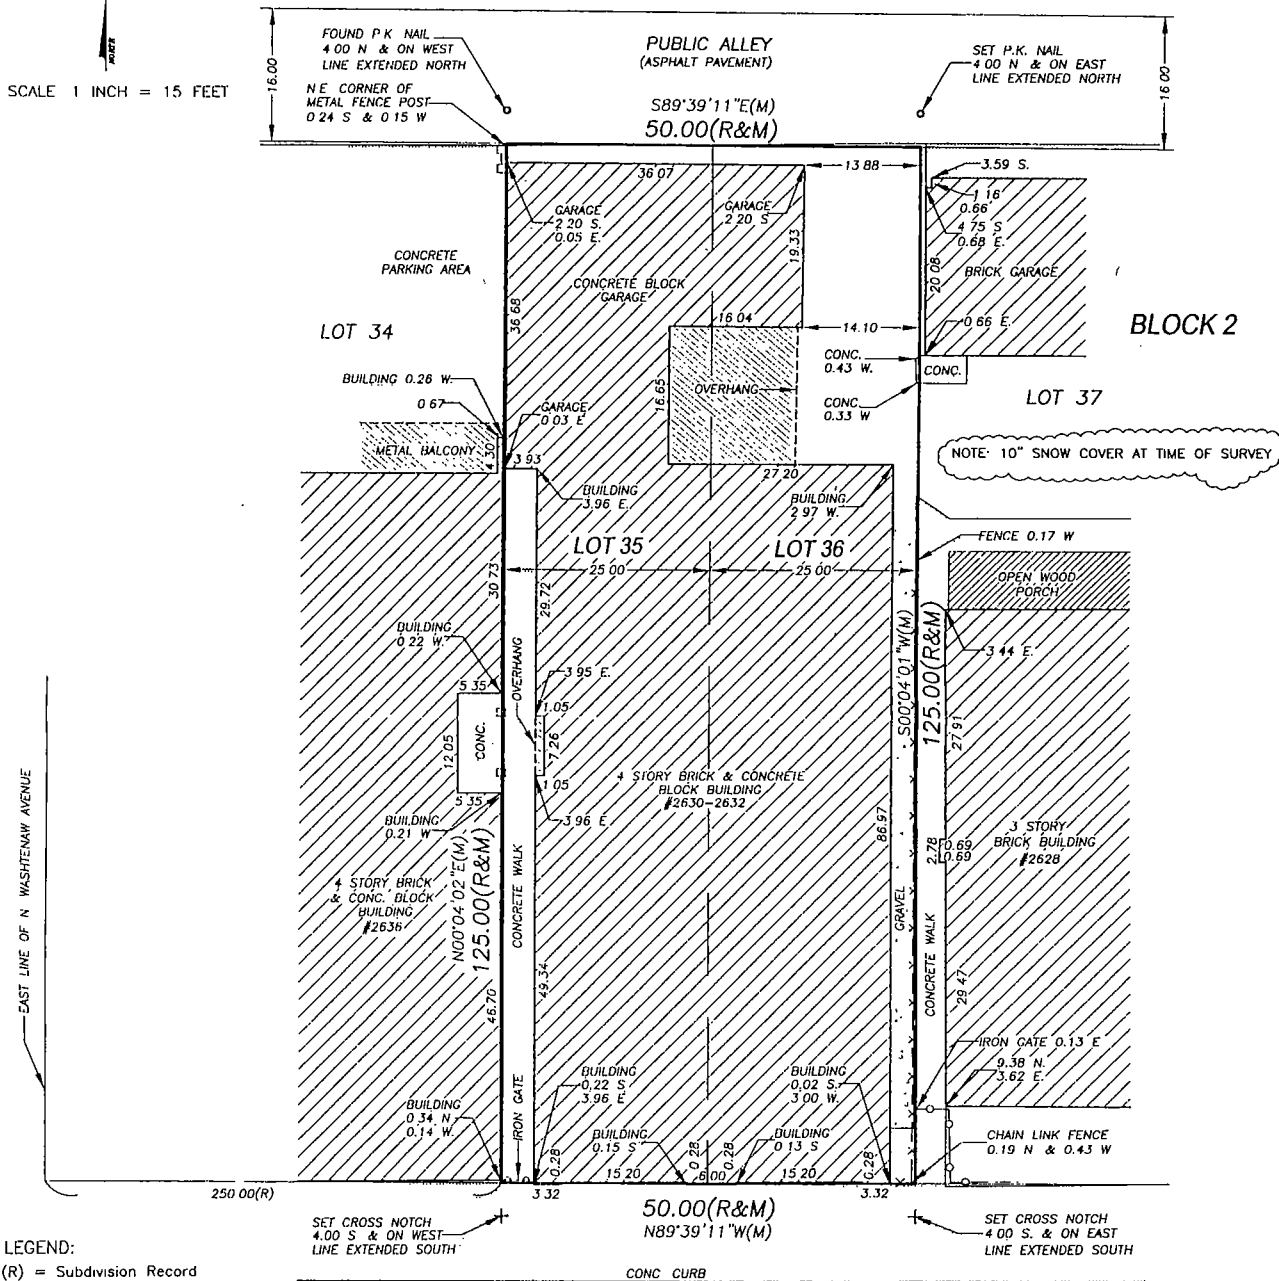 NORTH
SCALE 1 INCH = 15 FEET
16.00
FOUND P K NAIL
4 00 N & ON WEST
LINE EXTENDED NORTH
N E CORNER OF
METAL FENCE POST
0 24 S & 0 15 W
PUBLIC ALLEY
(ASPHALT PAVEMENT)
S89°39'11"E(M)
50.00(R&M)
SET P.K. NAIL
4 00 N & ON EAST
LINE EXTENDED NORTH
16 00
36 07
13 88
3.59 S.
1 16
0.66
4 75 S
0.68 E.
GARAGE
2 20 S.
0.05 E.
GARAGE
2 20 S
19.33
20 08
BRICK GARAGE
CONCRETE
PARKING AREA
CONCRETE BLOCK
GARAGE
36 68
LOT 34
16 04
14.10
0 66 E.
BLOCK 2
CONC.
0.43 W.
CONC.
OVERHANG
16.65
CONC
0.33 W
LOT 37
BUILDING 0.26 W.
0 67
GARAGE
0 03 E
METAL BALCONY
4 30
3 93
27 20
NOTE: 10" SNOW COVER AT TIME OF SURVEY
BUILDING
3.96 E.
BUILDING
2 97 W.
FENCE 0.17 W
LOT 35
25 00
LOT 36
25 00
OPEN WOOD
PORCH
30 73
29.72
BUILDING
0 22 W.
OVERHANG
S00°04'01"W(M)
125.00(R&M)
3 44 E.
3 95 E.
5 35
1.05
CONC.
12.05
7.26
27 91
1 05
5 35
4 STORY BRICK & CONCRETE
BLOCK BUILDING
#2630-2632
3.96 E.
BUILDING
0.21 W
86.97
2.78
0.69
0.69
3 STORY
BRICK BUILDING
#2628
EAST LINE OF N WASHTENAW AVENUE
4 STORY BRICK
& CONC. BLOCK
BUILDING
#2636
N00°04'02"E(M)
125.00(R&M)
CONCRETE WALK
GRAVEL
CONCRETE WALK
46.70
49.34
29 47
IRON GATE 0.13 E
9.38 N.
3.62 E.
BUILDING
0.34 N
0.14 W.
IRON GATE
BUILDING
0.22 S
3.96 E.
BUILDING
0.02 S.
3.00 W.
BUILDING
0.15 S
BUILDING
0 13 S
CHAIN LINK FENCE
0.19 N & 0.43 W
0.28
15.20
0 28
6.00
0.28
15 20
0.28
250 00(R)
3.32
3.32
50.00(R&M)
N89°39'11"W(M)
SET CROSS NOTCH
4.00 S & ON WEST
LINE EXTENDED SOUTH
SET CROSS NOTCH
4 00 S. & ON EAST
LINE EXTENDED SOUTH
LEGEND:
(R) = Subdivision Record
CONC CURB